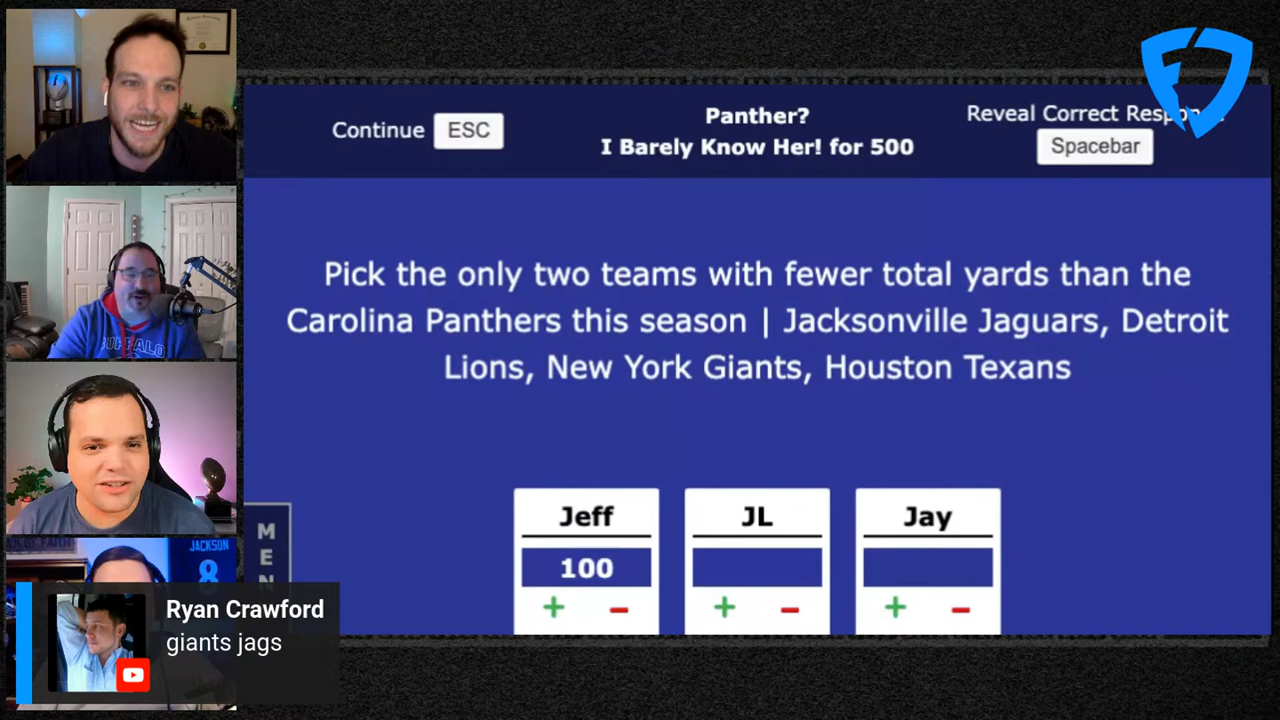 Continue ESC
Panther?
I Barely Know Her! for 500
Reveal Correct
Spacebar
Pick the only two teams with fewer total yards than the
Carolina Panthers this season | Jacksonville Jaguars, Detroit
Lions, New York Giants, Houston Texans
Jeff
100
+ −
JL
+ −
Jay
+ −
MEN
BUFFALO
JACKSON
8
Ryan Crawford
giants jags